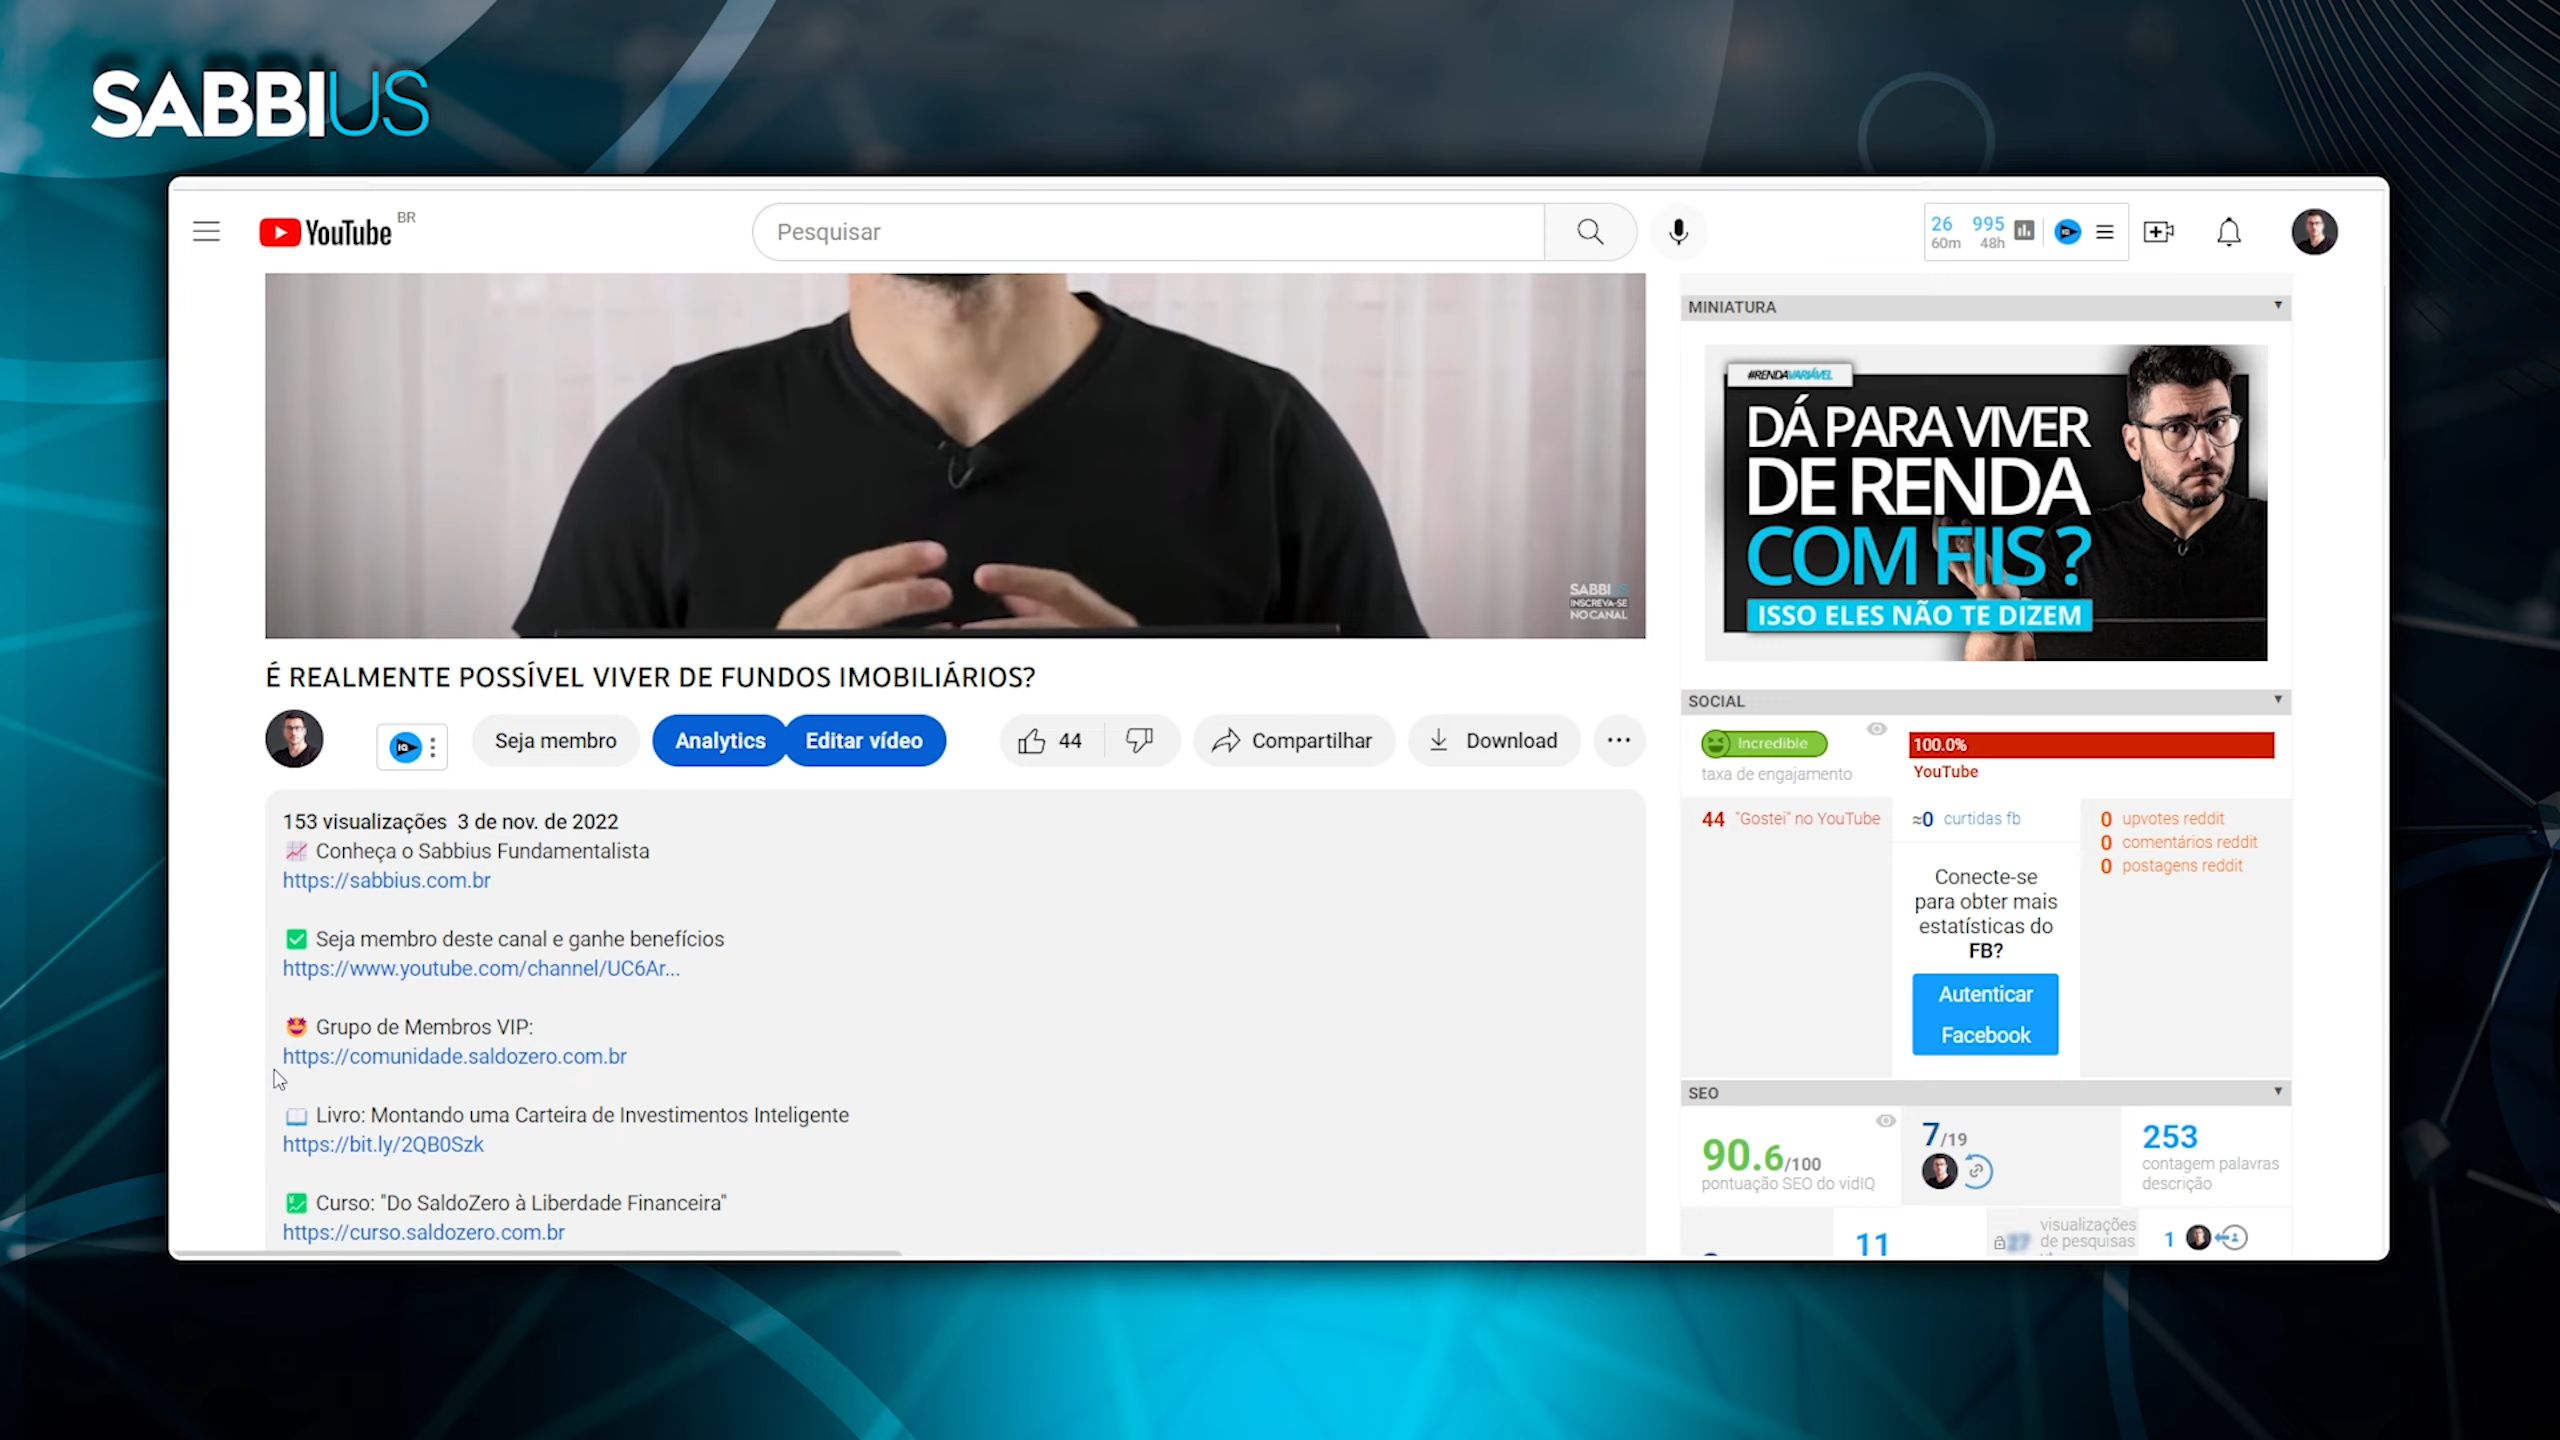 SABBIUS
YouTube BR
Pesquisar
26 995
60m 48h
SABBIUS
INSCREVA-SE
NO CANAL
É REALMENTE POSSÍVEL VIVER DE FUNDOS IMOBILIÁRIOS?
Seja membro
Analytics
Editar vídeo
44
Compartilhar
Download
153 visualizações 3 de nov. de 2022
Conheça o Sabbius Fundamentalista
https://sabbius.com.br
Seja membro deste canal e ganhe benefícios
https://www.youtube.com/channel/UC6Ar...
Grupo de Membros VIP:
https://comunidade.saldozero.com.br
Livro: Montando uma Carteira de Investimentos Inteligente
https://bit.ly/2QB0Szk
Curso: "Do SaldoZero à Liberdade Financeira"
https://curso.saldozero.com.br
MINIATURA
#RENDAVARIÁVEL
DÁ PARA VIVER
DE RENDA
COM FIIS?
ISSO ELES NÃO TE DIZEM
SOCIAL
Incredible
taxa de engajamento
100.0%
YouTube
44 "Gostei" no YouTube
≈0 curtidas fb
0 upvotes reddit
0 comentários reddit
0 postagens reddit
Conecte-se
para obter mais
estatísticas do
FB?
Autenticar
Facebook
SEO
90.6/100
pontuação SEO do vidIQ
7/19
253
contagem palavras
descrição
11
27
visualizações
de pesquisas
1